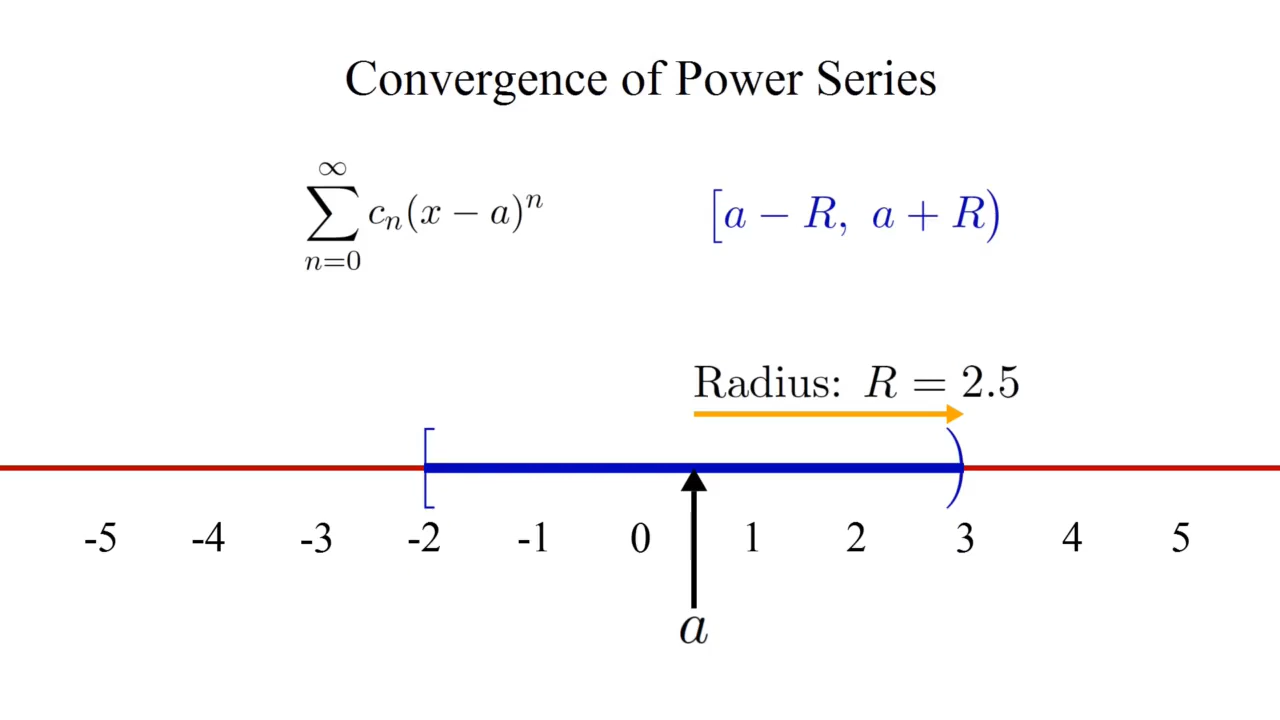 Convergence of Power Series
∞
∑ cₙ(x − a)ⁿ [a − R, a + R)
n=0
Radius: R = 2.5
[ )
-5 -4 -3 -2 -1 0 1 2 3 4 5
a